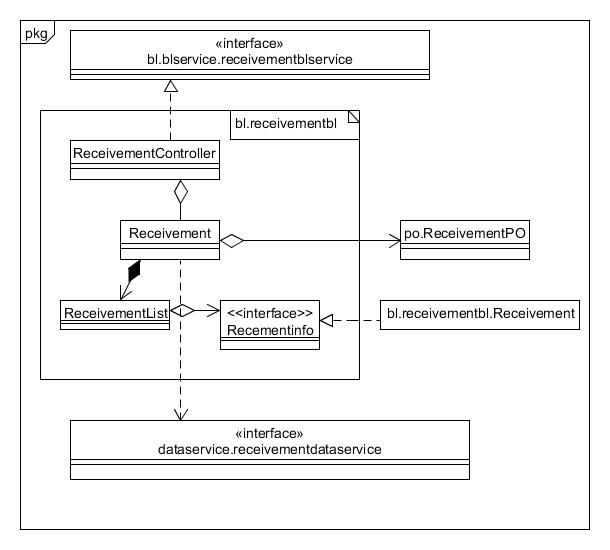 pkg
«interface»
bl.blservice.receivementblservice
bl.receivementbl
ReceivementController
Receivement
po.ReceivementPO
ReceivementList
<<interface>>
Recementinfo
bl.receivementbl.Receivement
«interface»
dataservice.receivementdataservice